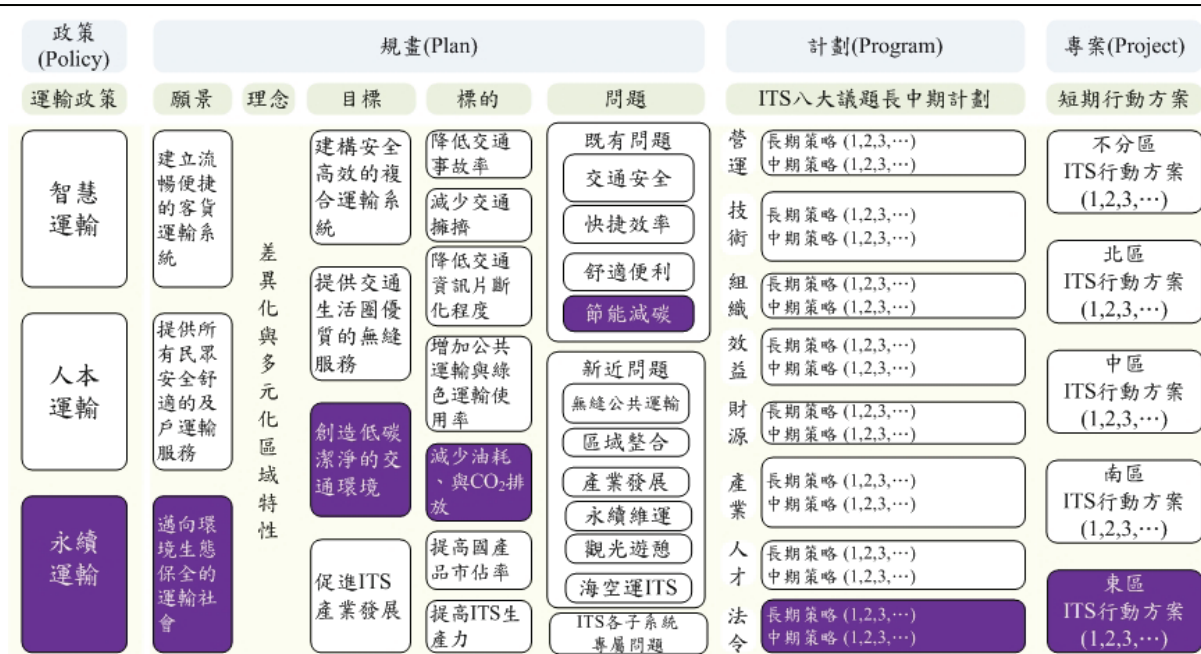 政策
(Policy)
規畫(Plan)
計劃(Program)
專案(Project)
運輸政策
願景
理念
目標
標的
問題
ITS八大議題長中期計劃
短期行動方案
智慧
運輸
人本
運輸
永續
運輸
建立流
暢便捷
的客貨
運輸系
統
提供所
有民眾
安全舒
適的及
戶運輸
服務
邁向環
境生態
保全的
運輸社
會
差
異
化
與
多
元
化
區
域
特
性
建構安全
高效的複
合運輸系
統
提供交通
生活圈優
質的無縫
服務
創造低碳
潔淨的交
通環境
促進ITS
產業發展
降低交通
事故率
減少交通
擁擠
降低交通
資訊片斷
化程度
增加公共
運輸與綠
色運輸使
用率
減少油耗
、與CO₂排
放
提高國產
品市佔率
提高ITS生
產力
既有問題
交通安全
快捷效率
舒適便利
節能減碳
新近問題
無縫公共運輸
區域整合
產業發展
永續維運
觀光遊憩
海空運ITS
ITS各子系統
專屬問題
營
運
長期策略 (1,2,3,⋯)
中期策略 (1,2,3,⋯)
技
術
長期策略 (1,2,3,⋯)
中期策略 (1,2,3,⋯)
組
織
長期策略 (1,2,3,⋯)
中期策略 (1,2,3,⋯)
效
益
長期策略 (1,2,3,⋯)
中期策略 (1,2,3,⋯)
財
源
長期策略 (1,2,3,⋯)
中期策略 (1,2,3,⋯)
產
業
長期策略 (1,2,3,⋯)
中期策略 (1,2,3,⋯)
人
才
長期策略 (1,2,3,⋯)
中期策略 (1,2,3,⋯)
法
令
長期策略 (1,2,3,⋯)
中期策略 (1,2,3,⋯)
不分區
ITS行動方案
(1,2,3,⋯)
北區
ITS行動方案
(1,2,3,⋯)
中區
ITS行動方案
(1,2,3,⋯)
南區
ITS行動方案
(1,2,3,⋯)
東區
ITS行動方案
(1,2,3,⋯)